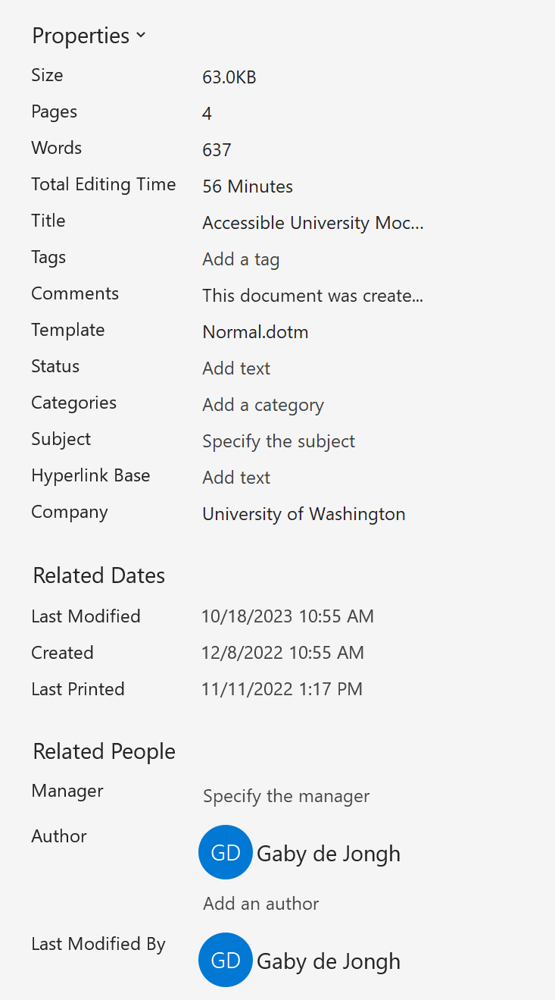 Properties
Size 63.0KB
Pages 4
Words 637
Total Editing Time 56 Minutes
Title Accessible University Moc...
Tags Add a tag
Comments This document was create...
Template Normal.dotm
Status Add text
Categories Add a category
Subject Specify the subject
Hyperlink Base Add text
Company University of Washington
Related Dates
Last Modified 10/18/2023 10:55 AM
Created 12/8/2022 10:55 AM
Last Printed 11/11/2022 1:17 PM
Related People
Manager Specify the manager
Author GD Gaby de Jongh
Add an author
Last Modified By GD Gaby de Jongh